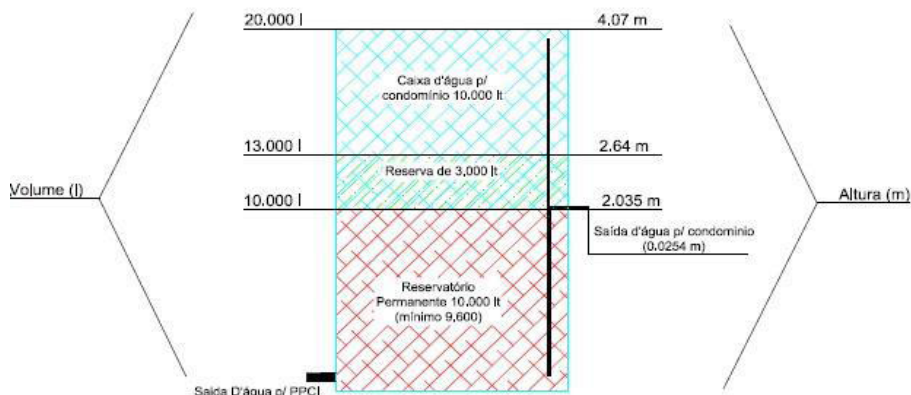 20.000 l
4.07 m
Caixa d'água p/
condomínio 10.000 lt
13.000 l
2.64 m
Reserva de 3,000 lt
Volume (l)
10.000 l
2.035 m
Altura (m)
Saída d'água p/ condominio
(0.0254 m)
Reservatório
Permanente 10.000 lt
(mínimo 9,600)
Saida D'água p/ PPCI